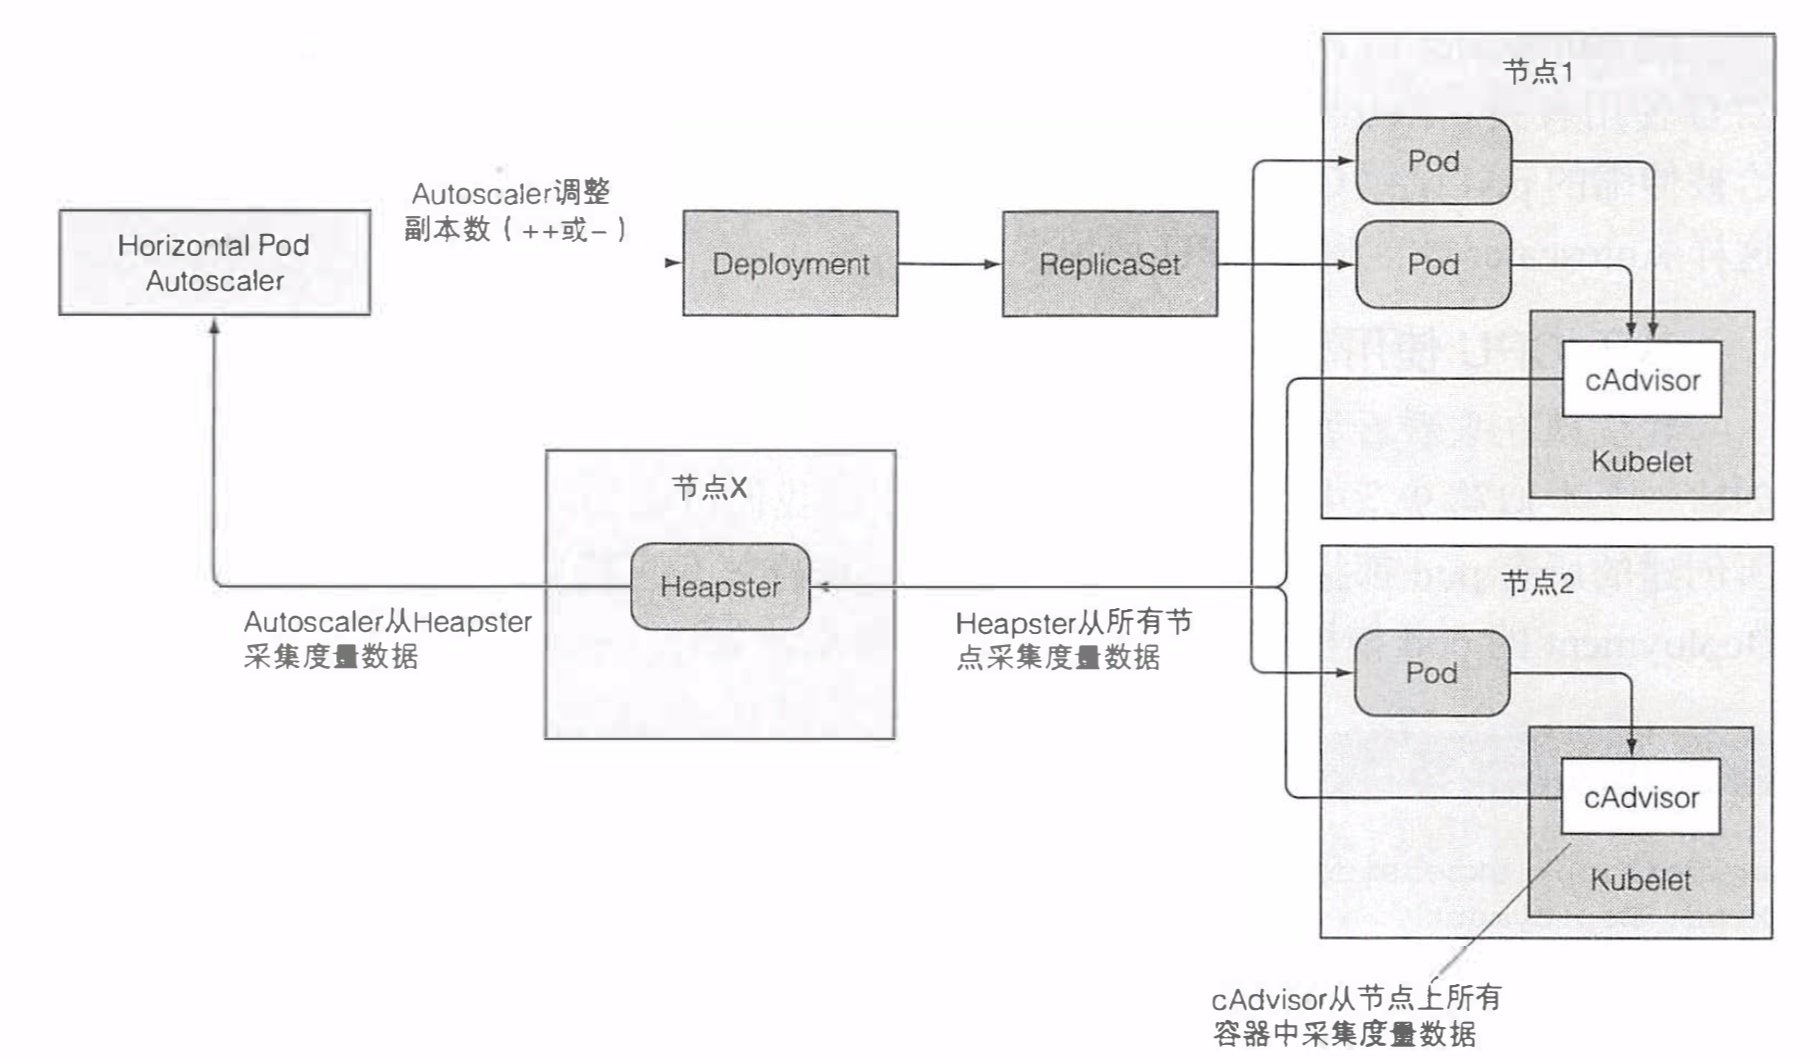 节点1
Pod
Autoscaler调整
副本数（++或－）
Horizontal Pod
Autoscaler
Deployment
ReplicaSet
Pod
cAdvisor
Kubelet
节点X
Heapster
Autoscaler从Heapster
采集度量数据
Heapster从所有节
点采集度量数据
节点2
Pod
cAdvisor
Kubelet
cAdvisor从节点上所有
容器中采集度量数据